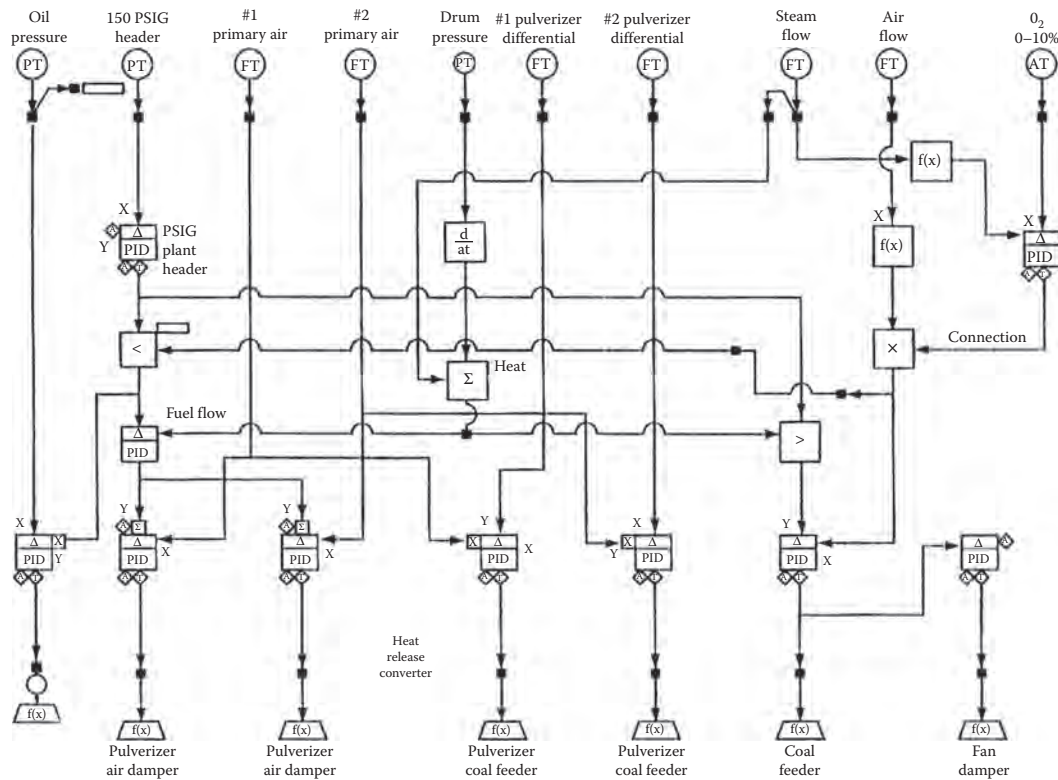 Oil pressure
150 PSIG header
#1 primary air
#2 primary air
Drum pressure
#1 pulverizer differential
#2 pulverizer differential
Steam flow
Air flow
0₂ 0–10%
PT
PT
FT
FT
PT
FT
FT
FT
FT
AT
f(x)
X
A
Y
Δ
PID
A
T
PSIG plant header
d
at
X
f(x)
X
Δ
PID
A
T
<
Heat
Σ
×
Connection
Fuel flow
Δ
PID
>
X
Δ
X
PID
Y
A
T
Y
A
Σ
Δ
PID
X
A
T
Y
A
Σ
Δ
PID
X
A
T
Y
X
Δ
PID
X
A
T
X
X
Δ
PID
Y
A
T
Y
Δ
PID
X
A
T
Δ
A
PID
A
T
Heat release converter
f(x)
f(x)
f(x)
f(x)
f(x)
f(x)
f(x)
Pulverizer air damper
Pulverizer air damper
Pulverizer coal feeder
Pulverizer coal feeder
Coal feeder
Fan damper